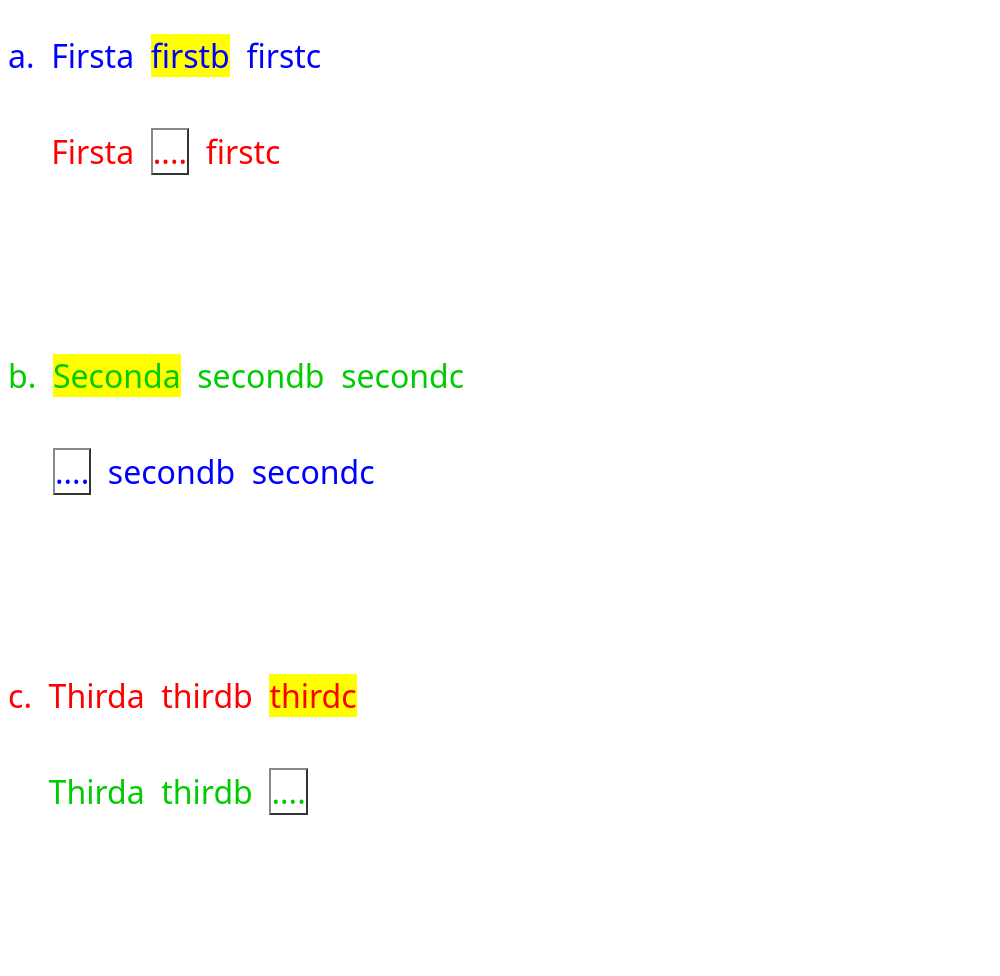 a. Firsta firstb firstc
Firsta .... firstc
b. Seconda secondb secondc
.... secondb secondc
c. Thirda thirdb thirdc
Thirda thirdb ....